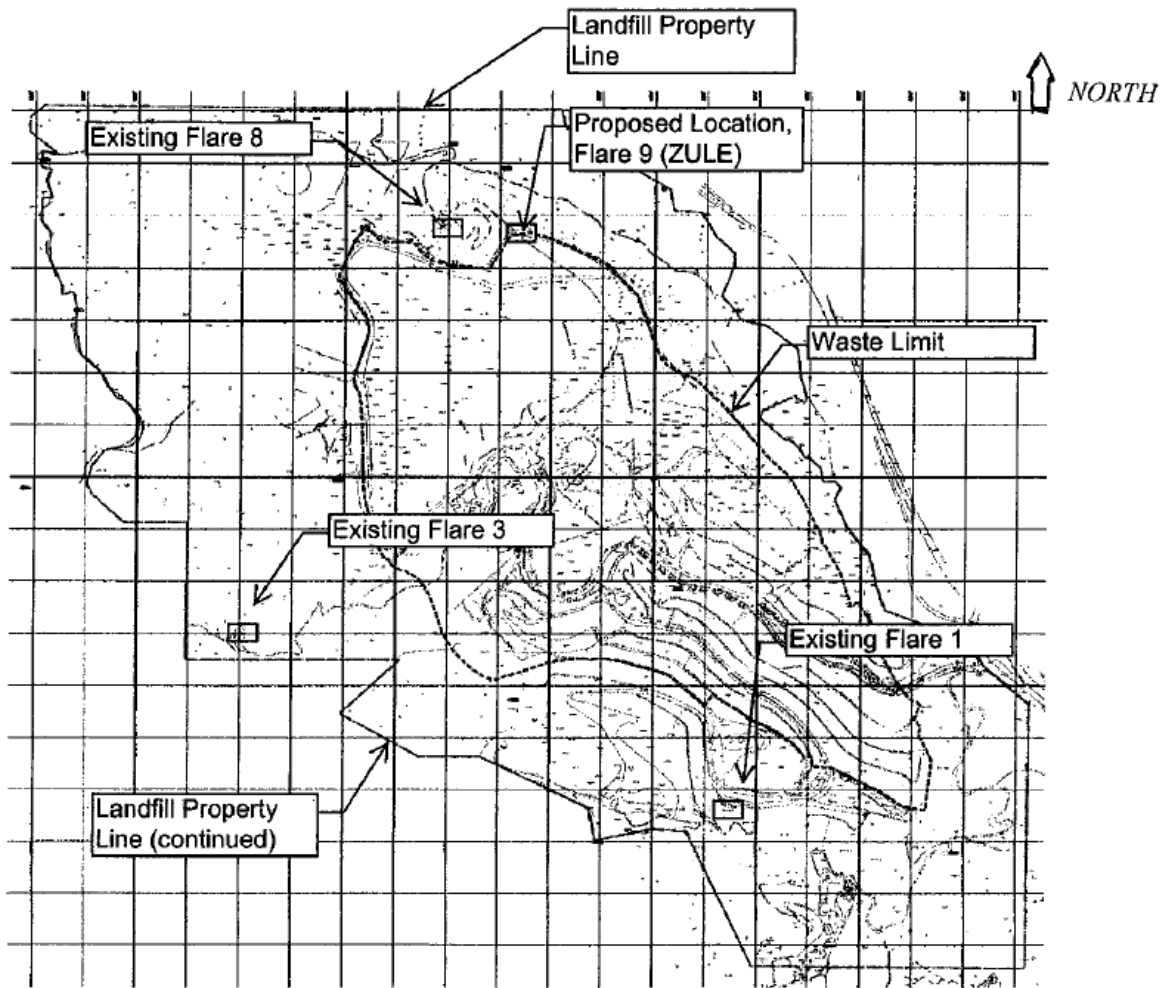 Landfill Property
Line
NORTH
Existing Flare 8
Proposed Location,
Flare 9 (ZULE)
Waste Limit
Existing Flare 3
Existing Flare 1
Landfill Property
Line (continued)